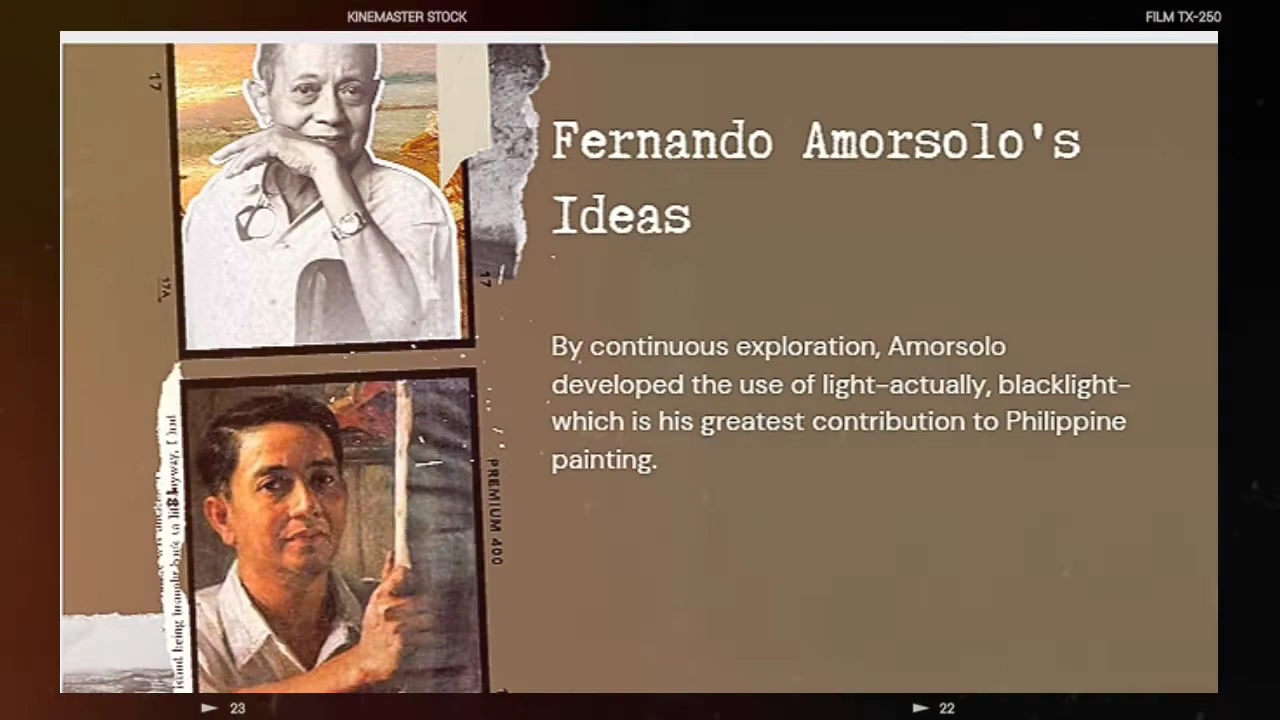 KINEMASTER STOCK
FILM TX-250
17
17A
17
Fernando Amorsolo's
Ideas
By continuous exploration, Amorsolo
developed the use of light-actually, blacklight-
which is his greatest contribution to Philippine
painting.
PREMIUM 400
23
22